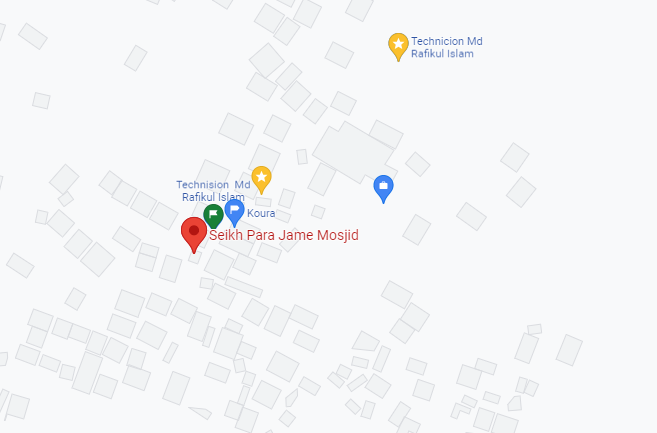 Technicion Md
Rafikul Islam
Technision Md
Rafikul Islam
Koura
Seikh Para Jame Mosjid